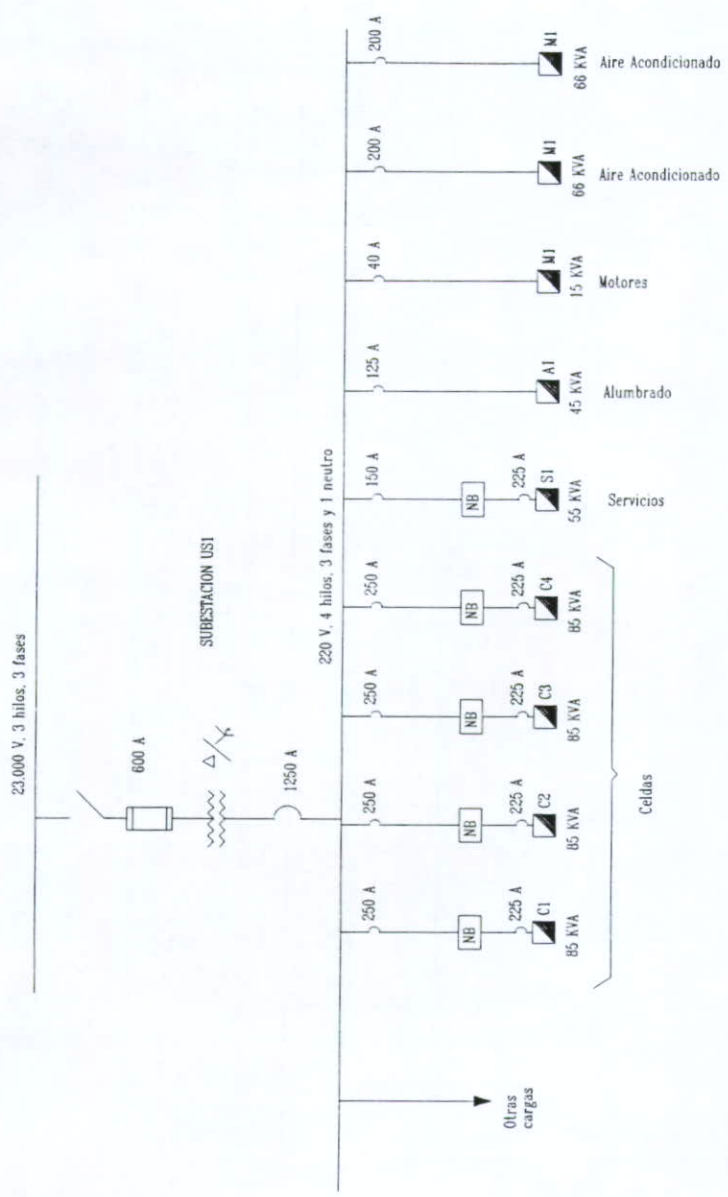 23,000 V, 3 hilos, 3 fases
600 A
SUBESTACION US1
1250 A
220 V, 4 hilos, 3 fases y 1 neutro
250 A
250 A
250 A
250 A
150 A
125 A
40 A
200 A
200 A
NB
NB
NB
NB
NB
225 A
225 A
225 A
225 A
225 A
C1
C2
C3
C4
S1
A1
M1
M1
M1
85 KVA
85 KVA
85 KVA
85 KVA
55 KVA
45 KVA
15 KVA
66 KVA
66 KVA
Otras
cargas
Celdas
Servicios
Alumbrado
Motores
Aire Acondicionado
Aire Acondicionado